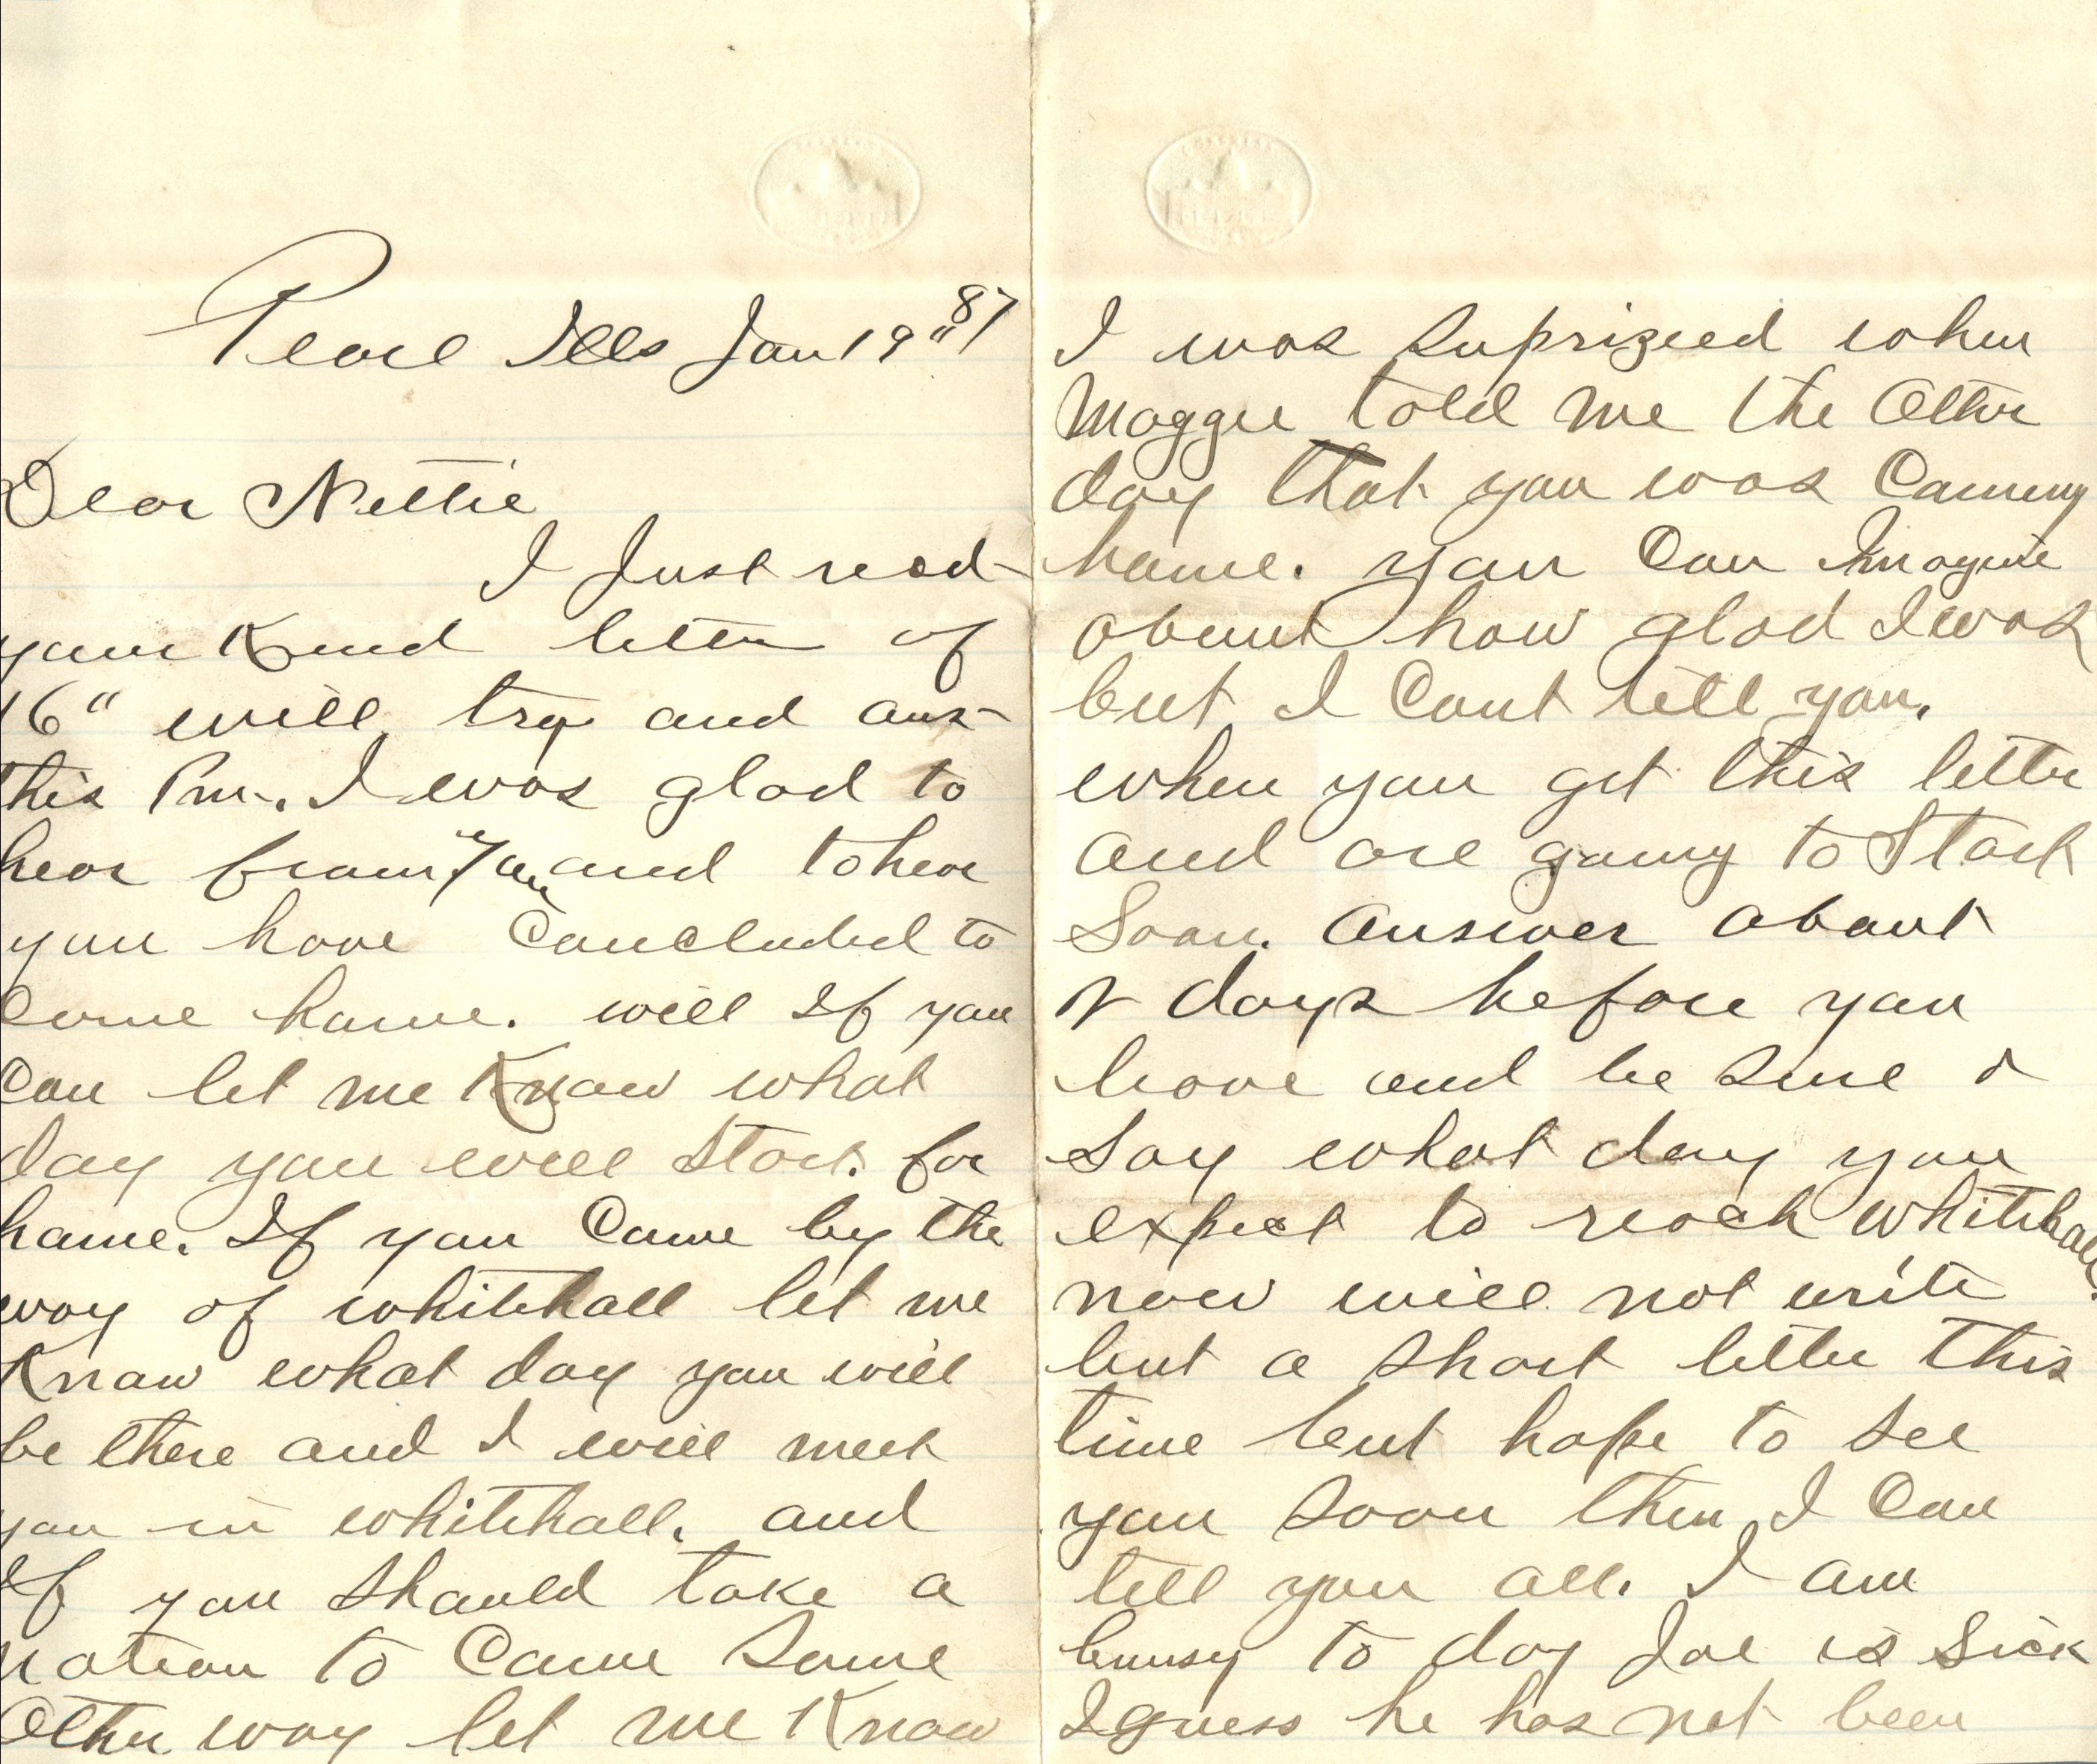 Pearl Ills Jan 19" 87
Dear Nettie
I Just recd
your Kind letter of
16" will try and ans
this Pm. I was glad to
hear from you and to hear
you have Concluded to
Come home. will If you
Can let me Know what
day you will Start for
home. If you Come by the
way of whitehall let me
Know what day you will
be there and I will meet
you in whitehall. and
If you Should take a
notion to Come Some
Other way let me Know
I was Suprized when
Maggie told me the Other
day that you was Coming
home. you Can Imagine
about how glad I was
but I Cant tell you.
when you get this letter
and are going to Start
Soon. Answer about
2 days before you
leave and be Sure &
Say what day you
expect to reach Whitehall.
now will not write
but a Short letter this
time but hope to See
you Soon then I Can
tell you all. I am
buusy to day Joe is Sick
I guess he has not been